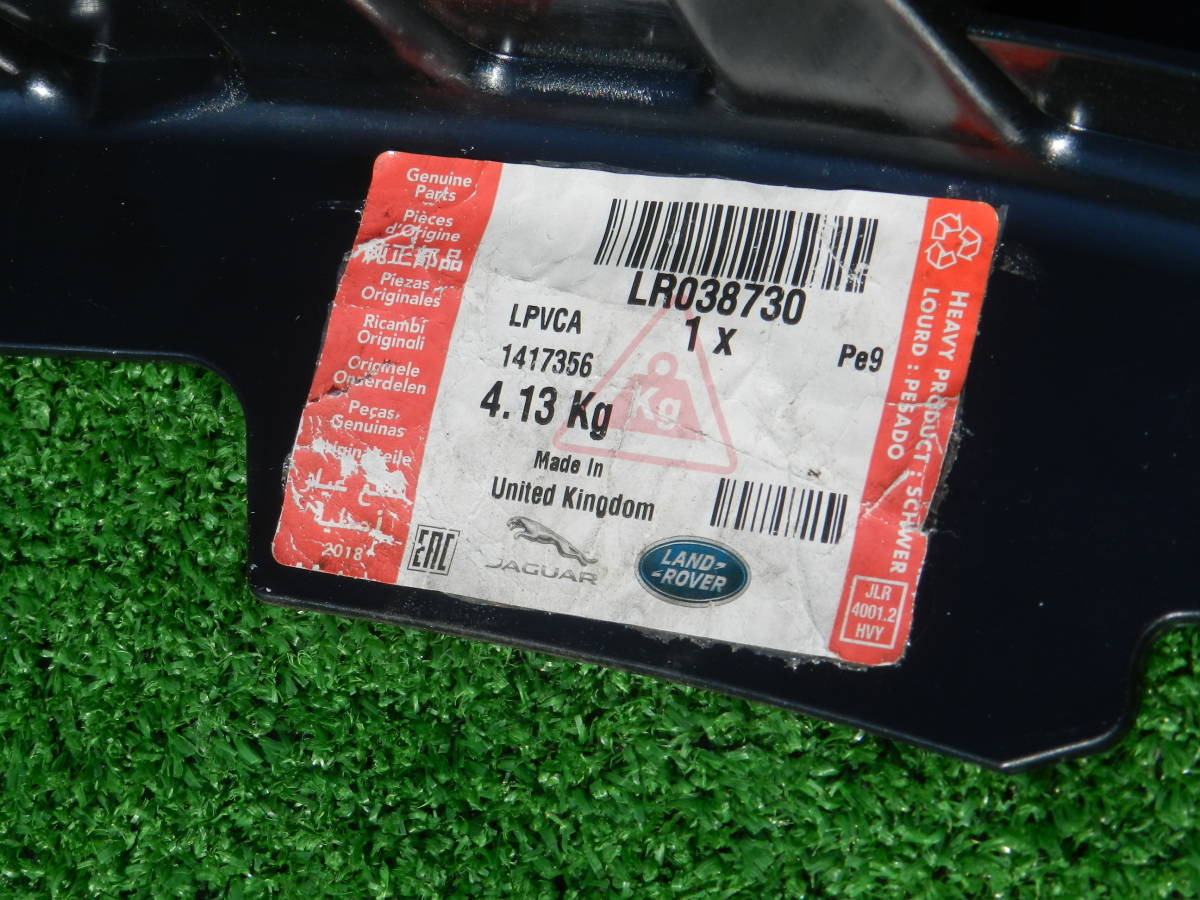 Genuine
Parts
Pièces
d'Origine
純正部品
Piezas
Originales
Ricambi
Originali
Originele
Onderdelen
Peças
Genuínas
2018
LR038730
1 x
LPVCA
1417356
Pe9
4.13 Kg
Kg
Made In
United Kingdom
EAC
JAGUAR
LAND-
-ROVER
HEAVY PRODUCT : SCHWER
LOURD : PESADO
JLR
4001.2
HVY